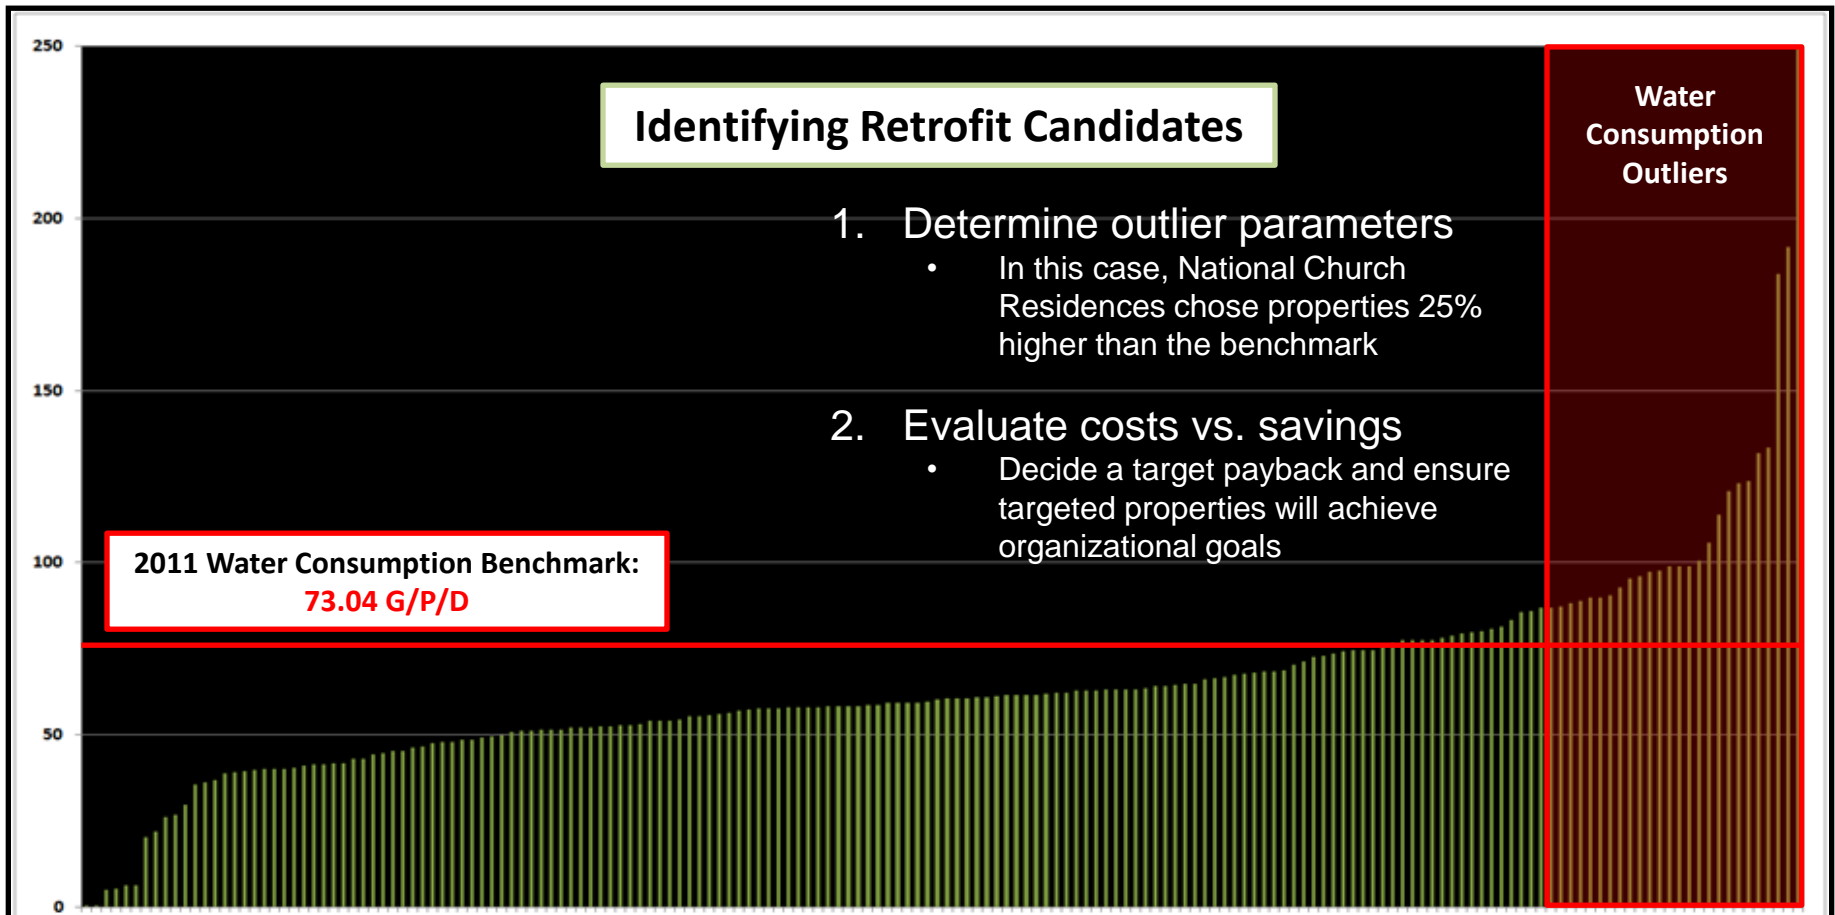 250
Identifying Retrofit Candidates
Water
Consumption
Outliers
200
1. Determine outlier parameters
• In this case, National Church
Residences chose properties 25%
higher than the benchmark
150
2. Evaluate costs vs. savings
• Decide a target payback and ensure
targeted properties will achieve
organizational goals
100
2011 Water Consumption Benchmark:
73.04 G/P/D
50
0